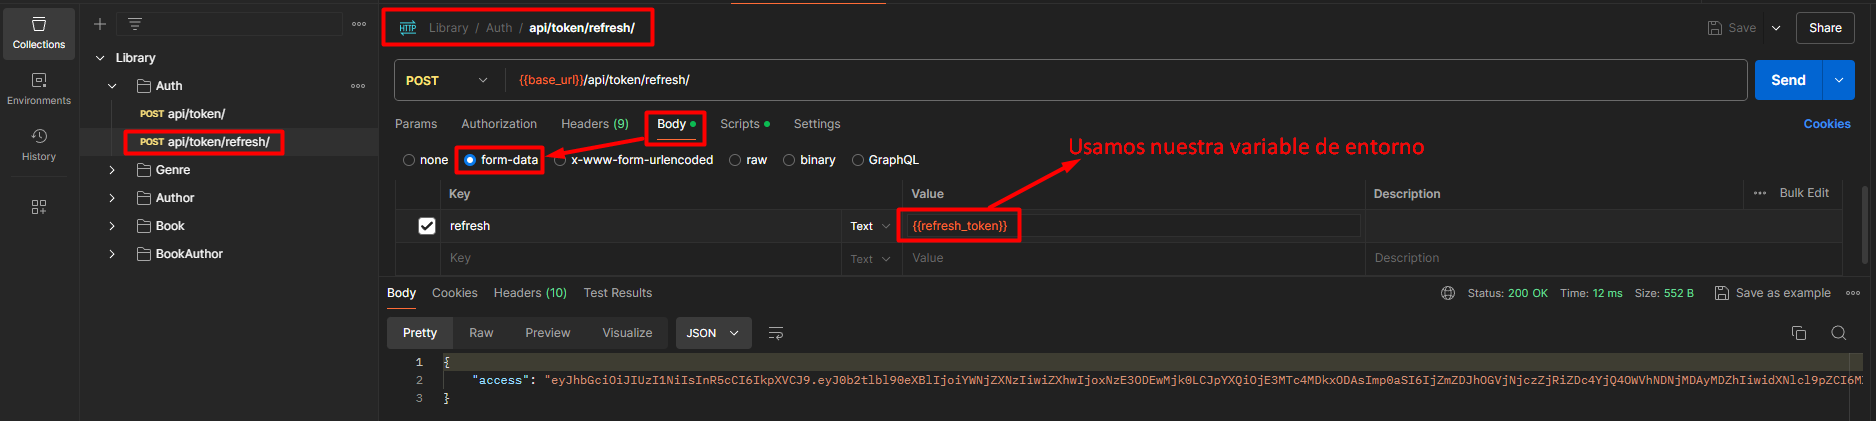 Collections
Environments
History
Library
Auth
POST api/token/
POST api/token/refresh/
Genre
Author
Book
BookAuthor
HTTP Library / Auth / api/token/refresh/
Save
Share
POST
{{base_url}}/api/token/refresh/
Send
Params Authorization Headers (9) Body Scripts Settings
Cookies
none form-data x-www-form-urlencoded raw binary GraphQL
Usamos nuestra variable de entorno
Key Value Description Bulk Edit
refresh Text {{refresh_token}}
Key Text Value Description
Body Cookies Headers (10) Test Results
Status: 200 OK Time: 12 ms Size: 552 B Save as example
Pretty Raw Preview Visualize JSON
1 {
2 "access": "eyJhbGciOiJIUzI1NiIsInR5cCI6IkpXVCJ9.
3 }